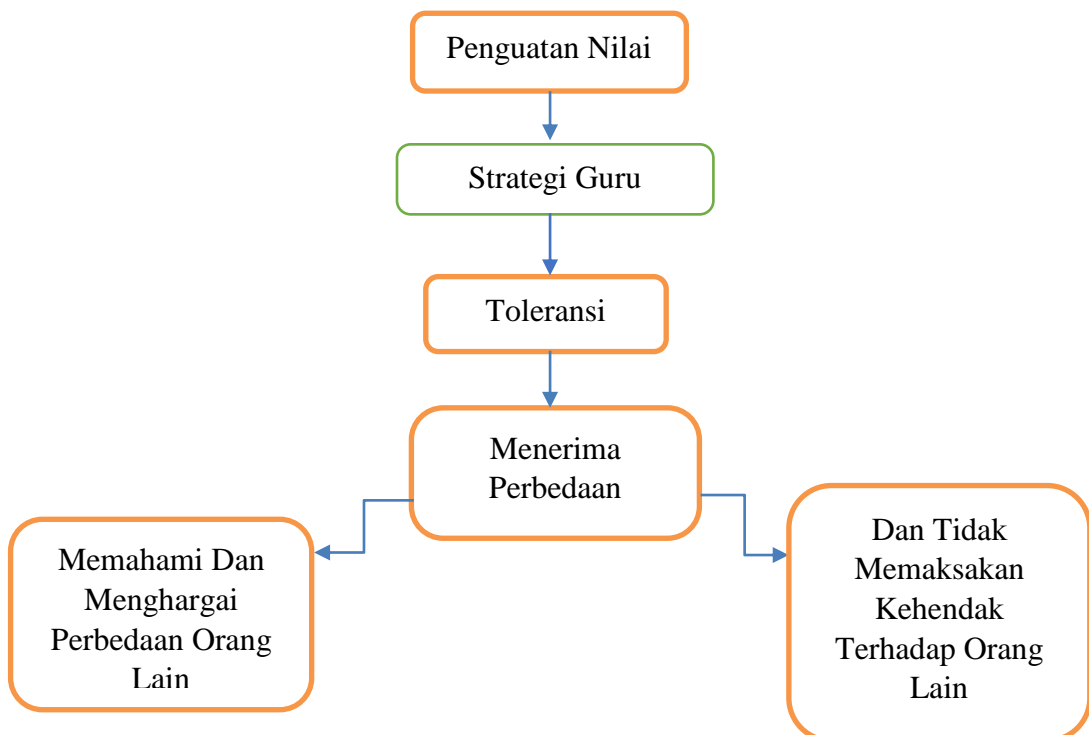 Penguatan Nilai
Strategi Guru
Toleransi
Menerima
Perbedaan
Memahami Dan
Menghargai
Perbedaan Orang
Lain
Dan Tidak
Memaksakan
Kehendak
Terhadap Orang
Lain